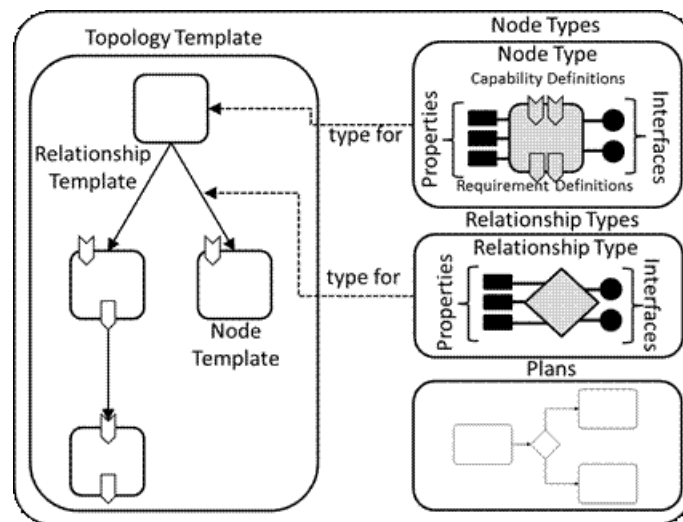 Topology Template
Node Types
Node Type
Capability Definitions
type for
Properties
Interfaces
Requirement Definitions
Relationship
Template
Relationship Types
Relationship Type
type for
Properties
Interfaces
Node
Template
Plans